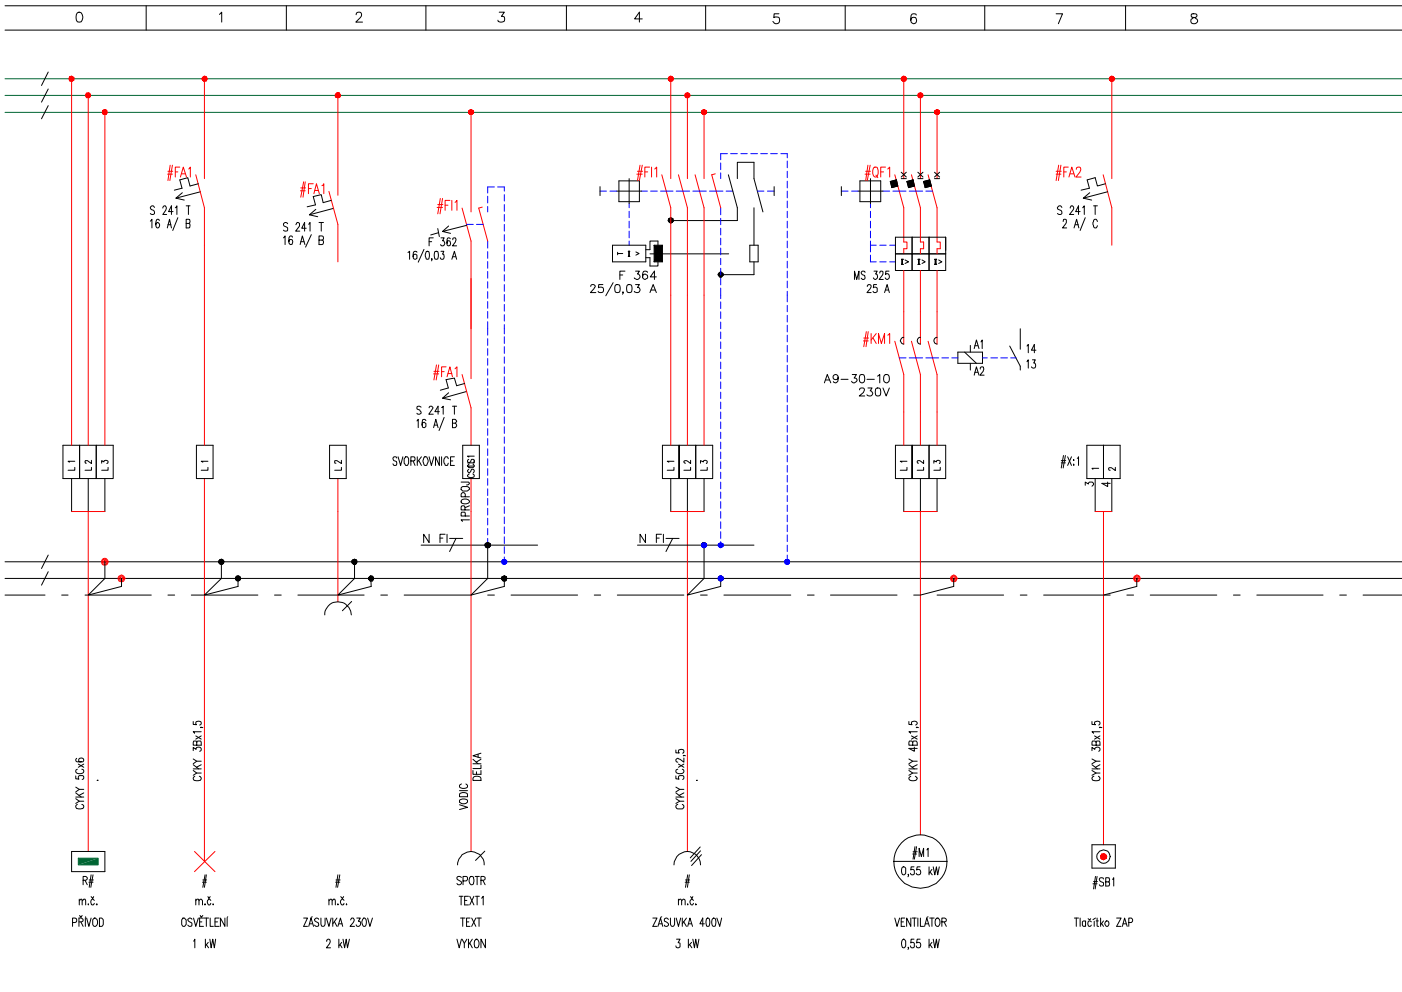 0 1 2 3 4 5 6 7 8
#FA1
S 241 T
16 A/ B
#FA1
S 241 T
16 A/ B
#FI1
F 362
16/0,03 A
#FA1
S 241 T
16 A/ B
#FI1
I >
F 364
25/0,03 A
#QF1
I> I> I>
MS 325
25 A
#KM1
A9-30-10
230V
A1
A2
14
13
#FA2
S 241 T
2 A/ C
L1 L2 L3
L1
L2
SVORKOVNICE
1PROPOJ
L1 L2 L3
L1 L2 L3
#X:1
1 2
3 4
N FI
N FI
CYKY 5Cx6
CYKY 3Bx1,5
VODIC
DELKA
CYKY 5Cx2,5
CYKY 4Bx1,5
CYKY 3Bx1,5
R#
m.č.
PŘÍVOD
#
m.č.
OSVĚTLENÍ
1 kW
#
m.č.
ZÁSUVKA 230V
2 kW
SPOTR
TEXT1
TEXT
VYKON
#
m.č.
ZÁSUVKA 400V
3 kW
#M1
0,55 kW
VENTILÁTOR
0,55 kW
#SB1
Tlačítko ZAP